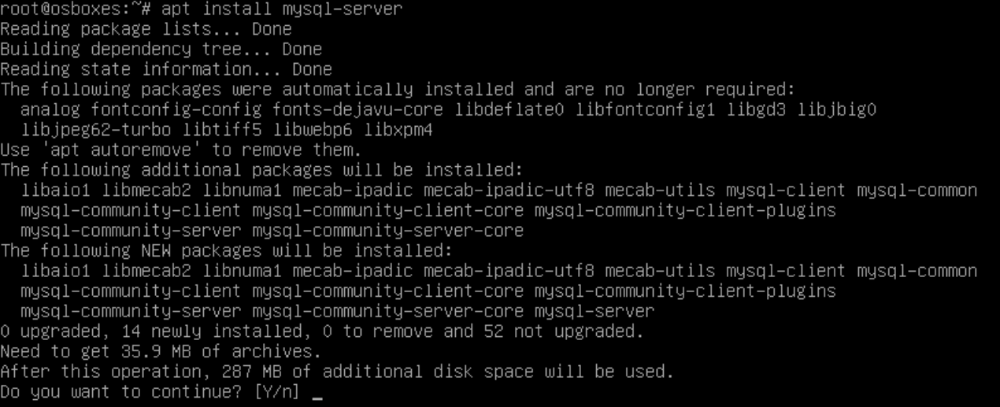 root@osboxes:~# apt install mysql-server
Reading package lists... Done
Building dependency tree... Done
Reading state information... Done
The following packages were automatically installed and are no longer required:
  analog fontconfig-config fonts-dejavu-core libdeflate0 libfontconfig1 libgd3 libjbig0
  libjpeg62-turbo libtiff5 libwebp6 libxpm4
Use 'apt autoremove' to remove them.
The following additional packages will be installed:
  libaio1 libmecab2 libnuma1 mecab-ipadic mecab-ipadic-utf8 mecab-utils mysql-client mysql-common
  mysql-community-client mysql-community-client-core mysql-community-client-plugins
  mysql-community-server mysql-community-server-core
The following NEW packages will be installed:
  libaio1 libmecab2 libnuma1 mecab-ipadic mecab-ipadic-utf8 mecab-utils mysql-client mysql-common
  mysql-community-client mysql-community-client-core mysql-community-client-plugins
  mysql-community-server mysql-community-server-core mysql-server
0 upgraded, 14 newly installed, 0 to remove and 52 not upgraded.
Need to get 35.9 MB of archives.
After this operation, 287 MB of additional disk space will be used.
Do you want to continue? [Y/n] _